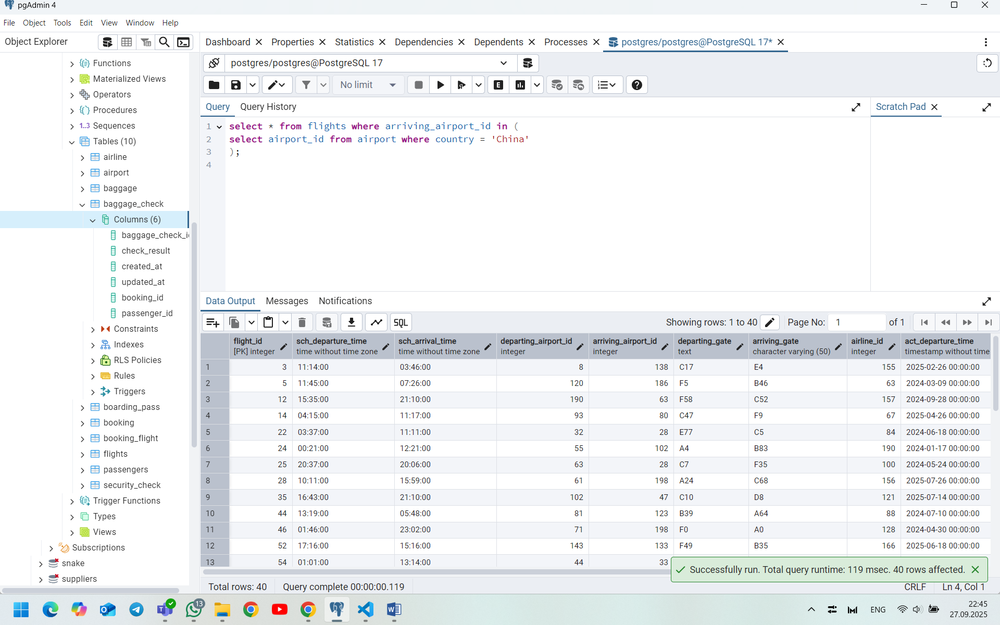 pgAdmin 4
File Object Tools Edit View Window Help
Object Explorer
Functions
Materialized Views
Operators
Procedures
1..3 Sequences
Tables (10)
airline
airport
baggage
baggage_check
Columns (6)
baggage_check_i
check_result
created_at
updated_at
booking_id
passenger_id
Constraints
Indexes
RLS Policies
Rules
Triggers
boarding_pass
booking
booking_flight
flights
passengers
security_check
Trigger Functions
Types
Views
Subscriptions
snake
suppliers
Dashboard Properties Statistics Dependencies Dependents Processes postgres/postgres@PostgreSQL 17*
postgres/postgres@PostgreSQL 17
No limit
Query Query History
Scratch Pad
1 select * from flights where arriving_airport_id in (
2 select airport_id from airport where country = 'China'
3 );
4
Data Output Messages Notifications
SQL Showing rows: 1 to 40 Page No: 1 of 1
flight_id sch_departure_time sch_arrival_time departing_airport_id arriving_airport_id departing_gate arriving_gate airline_id act_departure_time
[PK] integer time without time zone time without time zone integer integer text character varying (50) integer timestamp without time
1 3 11:14:00 03:46:00 8 138 C17 E4 155 2025-02-26 00:00:00
2 5 11:45:00 07:26:00 120 186 F5 B46 63 2024-03-09 00:00:00
3 12 15:35:00 21:10:00 190 63 F58 C52 157 2024-09-28 00:00:00
4 14 04:15:00 11:17:00 93 80 C47 F9 67 2025-04-26 00:00:00
5 22 03:37:00 11:11:00 32 28 E77 C5 84 2024-06-18 00:00:00
6 24 00:21:00 12:21:00 55 102 A4 B83 190 2024-01-17 00:00:00
7 25 20:37:00 20:06:00 63 28 C7 F35 100 2024-05-24 00:00:00
8 28 10:11:00 15:59:00 61 198 A24 C68 156 2025-07-26 00:00:00
9 35 16:43:00 21:10:00 102 47 C10 D8 121 2025-07-14 00:00:00
10 44 13:19:00 05:48:00 81 123 B39 A64 88 2024-07-10 00:00:00
11 46 01:46:00 23:02:00 71 198 F0 A0 128 2024-04-30 00:00:00
12 52 17:16:00 15:16:00 143 133 F49 B35 166 2025-06-18 00:00:00
13 54 01:01:00 13:14:00 44 33
Successfully run. Total query runtime: 119 msec. 40 rows affected.
Total rows: 40 Query complete 00:00:00.119 CRLF Ln 4, Col 1
13
ENG
22:45
27.09.2025